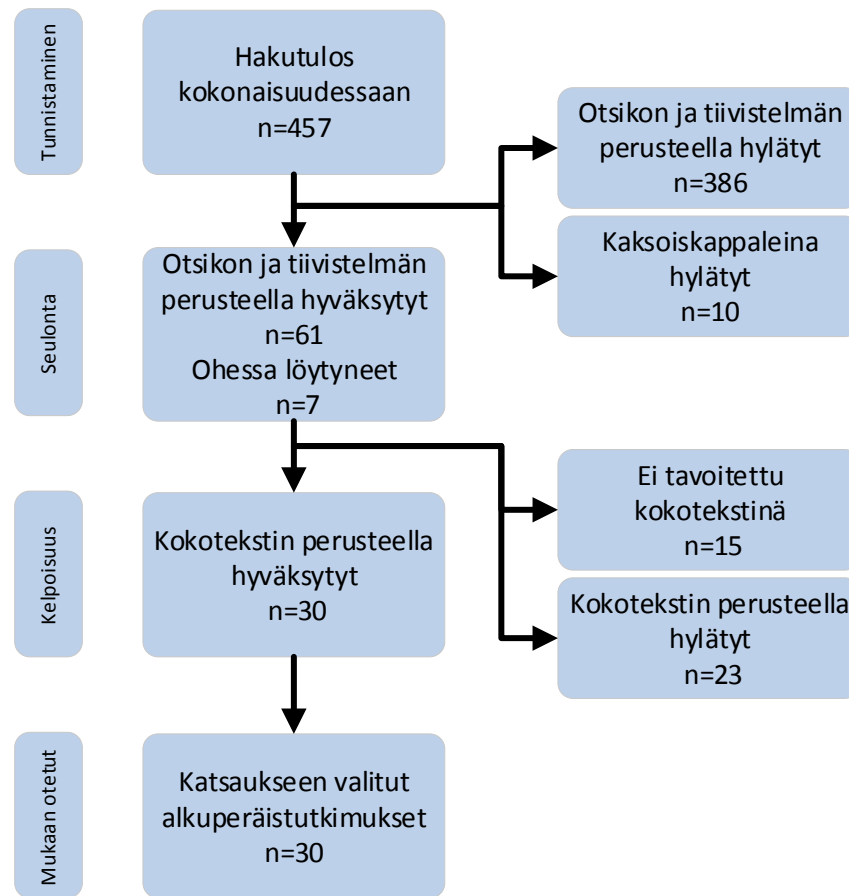 Tunnistaminen
Hakutulos
kokonaisuudessaan
n=457
Otsikon ja tiivistelmän
perusteella hylätyt
n=386
Kaksoiskappaleina
hylätyt
n=10
Seulonta
Otsikon ja tiivistelmän
perusteella hyväksytyt
n=61
Ohessa löytyneet
n=7
Ei tavoitettu
kokotekstinä
n=15
Kelpoisuus
Kokotekstin perusteella
hyväksytyt
n=30
Kokotekstin perusteella
hylätyt
n=23
Mukaan otetut
Katsaukseen valitut
alkuperäistutkimukset
n=30